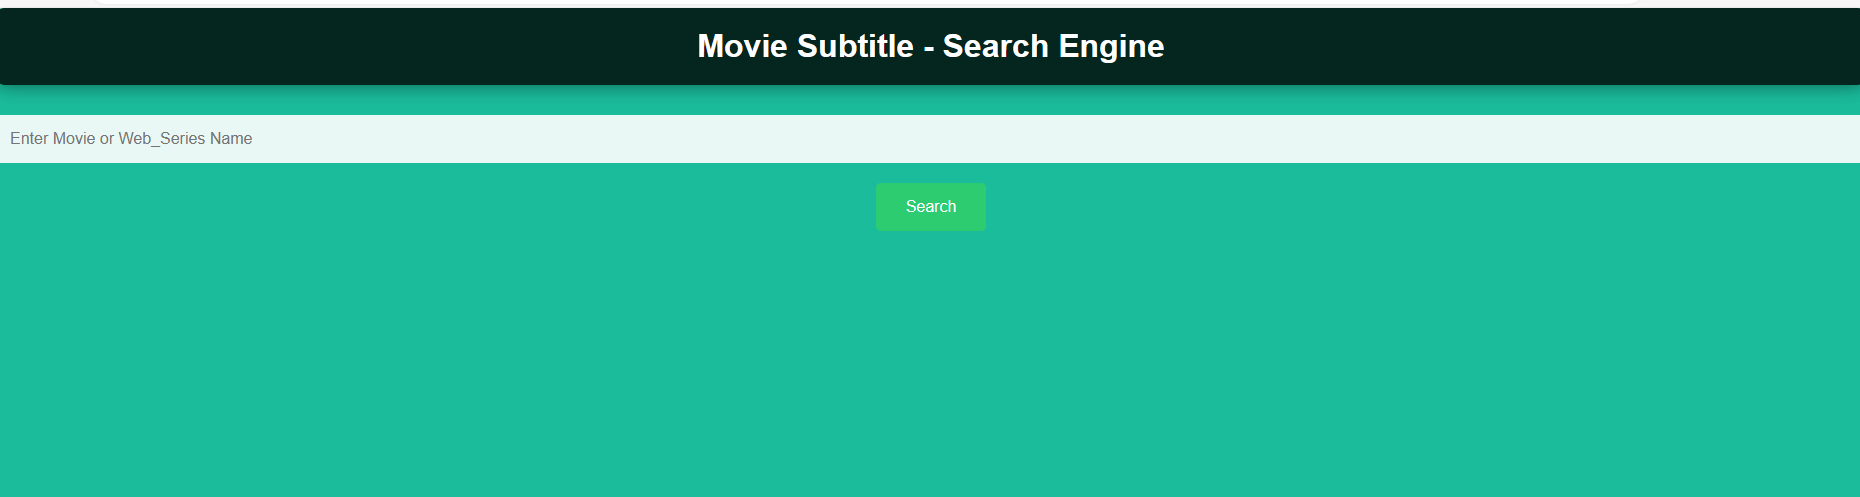 Movie Subtitle - Search Engine
Enter Movie or Web_Series Name
Search